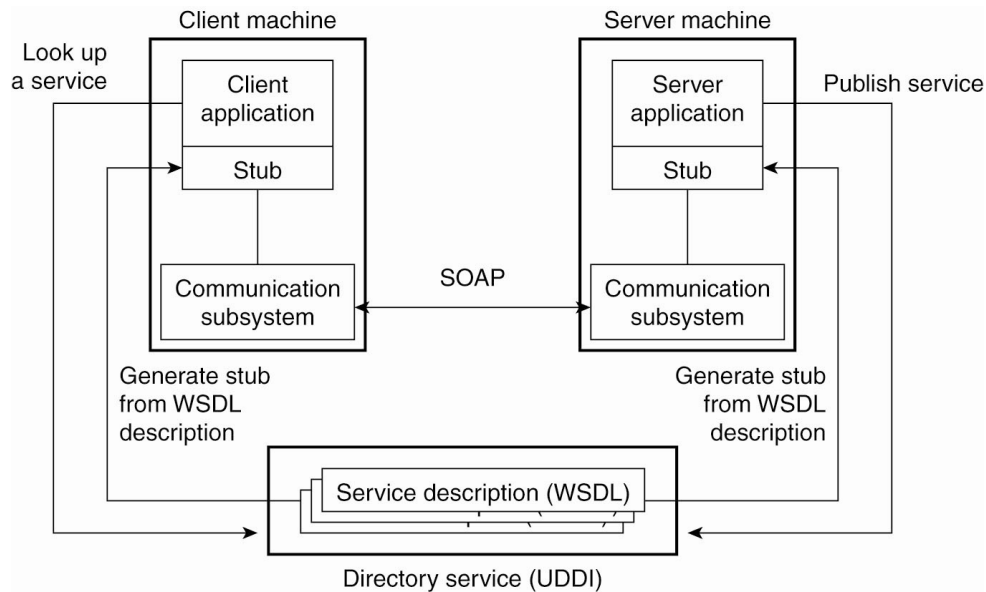 Client machine
Server machine
Look up
a service
Client
application
Stub
Communication
subsystem
SOAP
Server
application
Stub
Communication
subsystem
Publish service
Generate stub
from WSDL
description
Generate stub
from WSDL
description
Service description (WSDL)
Directory service (UDDI)